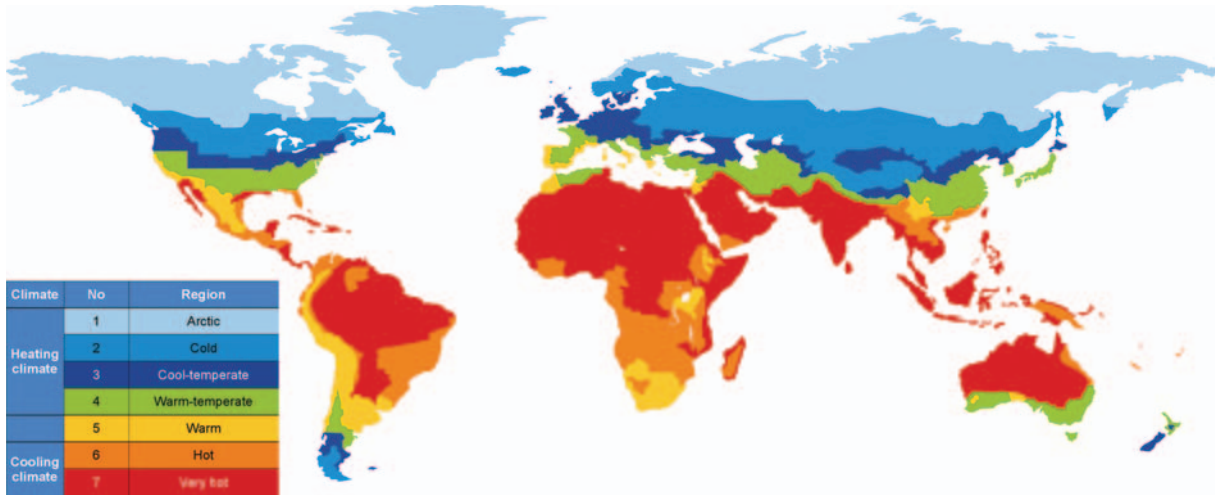 Climate No Region
1 Arctic
Heating climate 2 Cold
3 Cool-temperate
4 Warm-temperate
5 Warm
Cooling climate 6 Hot
7 Very hot